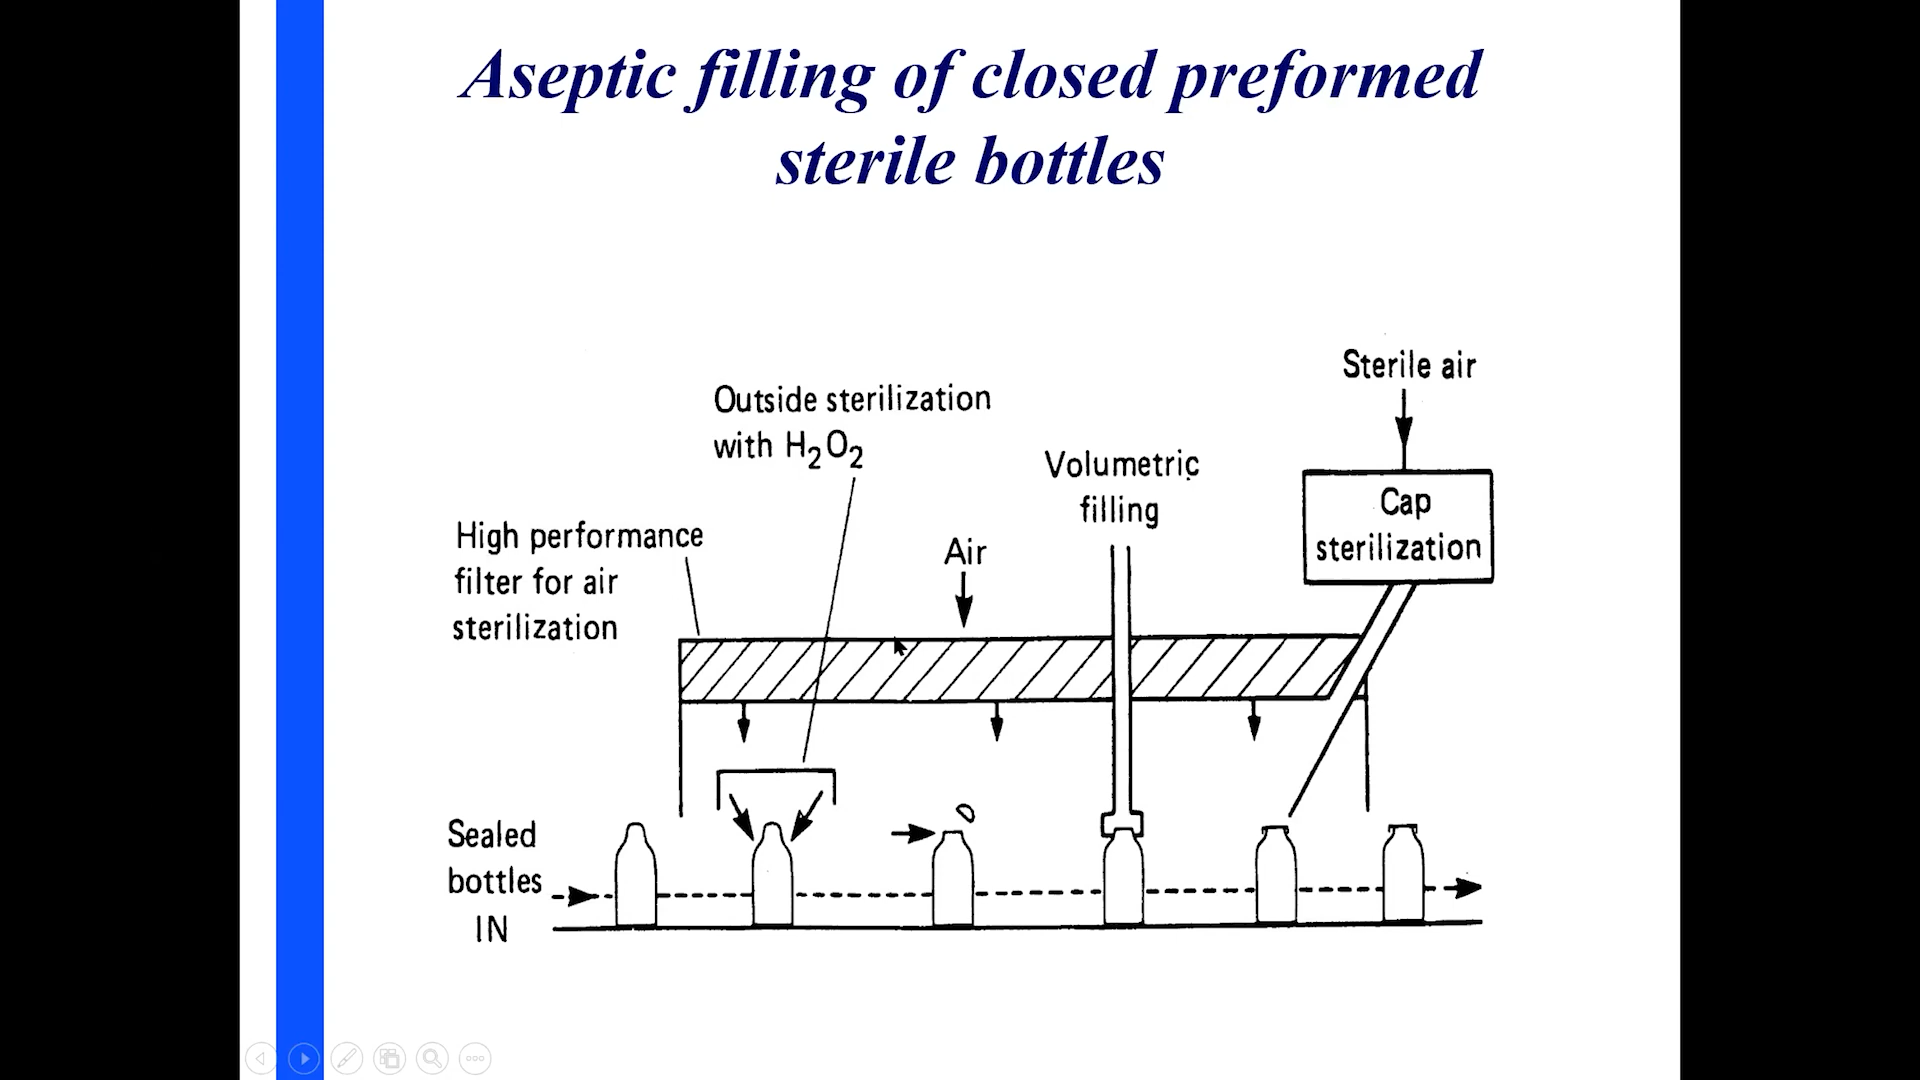 Aseptic filling of closed preformed
sterile bottles
Sterile air
Outside sterilization
with H₂O₂
Volumetric
filling
Cap
sterilization
High performance
filter for air
sterilization
Air
Sealed
bottles
IN